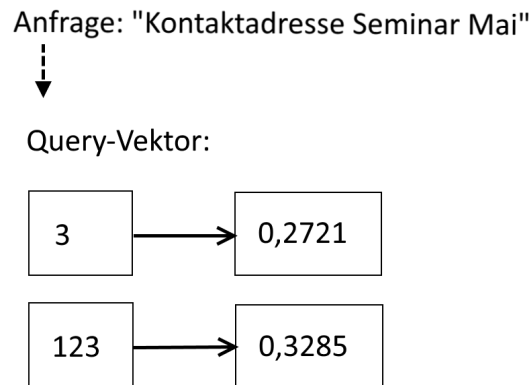 Anfrage: "Kontaktadresse Seminar Mai"
Query-Vektor:
3 0,2721
123 0,3285